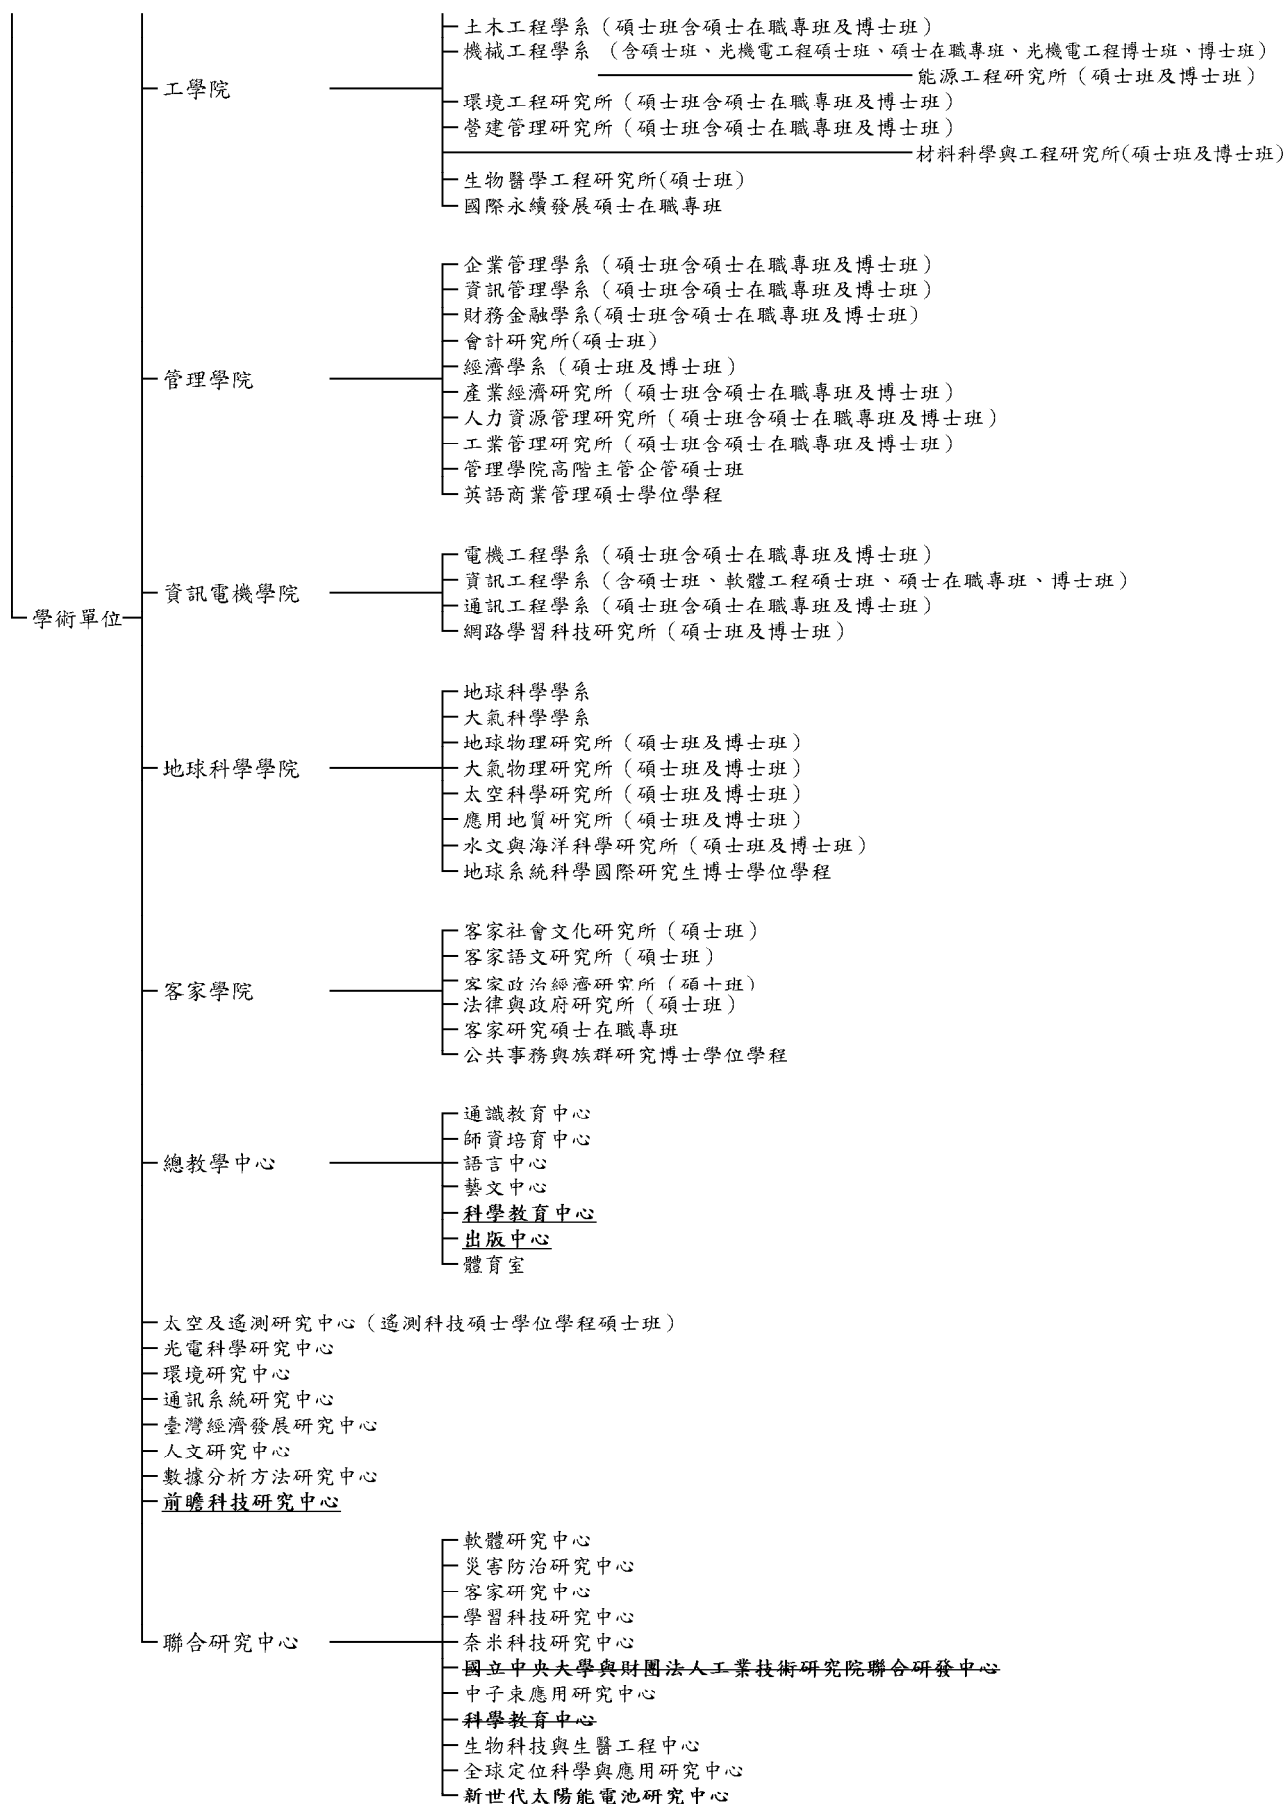 土木工程學系（碩士班含碩士在職專班及博士班）
機械工程學系（含碩士班、光機電工程碩士班、碩士在職專班、光機電工程博士班、博士班）
能源工程研究所（碩士班及博士班）
工學院
環境工程研究所（碩士班含碩士在職專班及博士班）
營建管理研究所（碩士班含碩士在職專班及博士班）
材料科學與工程研究所(碩士班及博士班)
生物醫學工程研究所(碩士班)
國際永續發展碩士在職專班
企業管理學系（碩士班含碩士在職專班及博士班）
資訊管理學系（碩士班含碩士在職專班及博士班）
財務金融學系(碩士班含碩士在職專班及博士班）
會計研究所(碩士班)
經濟學系（碩士班及博士班）
管理學院
產業經濟研究所（碩士班含碩士在職專班及博士班）
人力資源管理研究所（碩士班含碩士在職專班及博士班）
工業管理研究所（碩士班含碩士在職專班及博士班）
管理學院高階主管企管碩士班
英語商業管理碩士學位學程
電機工程學系（碩士班含碩士在職專班及博士班）
資訊工程學系（含碩士班、軟體工程碩士班、碩士在職專班、博士班）
資訊電機學院
通訊工程學系（碩士班含碩士在職專班及博士班）
學術單位
網路學習科技研究所（碩士班及博士班）
地球科學學系
大氣科學學系
地球物理研究所（碩士班及博士班）
地球科學學院
大氣物理研究所（碩士班及博士班）
太空科學研究所（碩士班及博士班）
應用地質研究所（碩士班及博士班）
水文與海洋科學研究所（碩士班及博士班）
地球系統科學國際研究生博士學位學程
客家社會文化研究所（碩士班）
客家語文研究所（碩士班）
客家政治經濟研究所（碩士班）
客家學院
法律與政府研究所（碩士班）
客家研究碩士在職專班
公共事務與族群研究博士學位學程
通識教育中心
師資培育中心
總教學中心
語言中心
藝文中心
科學教育中心
出版中心
體育室
太空及遙測研究中心（遙測科技碩士學位學程碩士班）
光電科學研究中心
環境研究中心
通訊系統研究中心
臺灣經濟發展研究中心
人文研究中心
數據分析方法研究中心
前瞻科技研究中心
軟體研究中心
災害防治研究中心
客家研究中心
學習科技研究中心
聯合研究中心
奈米科技研究中心
國立中央大學與財團法人工業技術研究院聯合研發中心
中子束應用研究中心
科學教育中心
生物科技與生醫工程中心
全球定位科學與應用研究中心
新世代太陽能電池研究中心